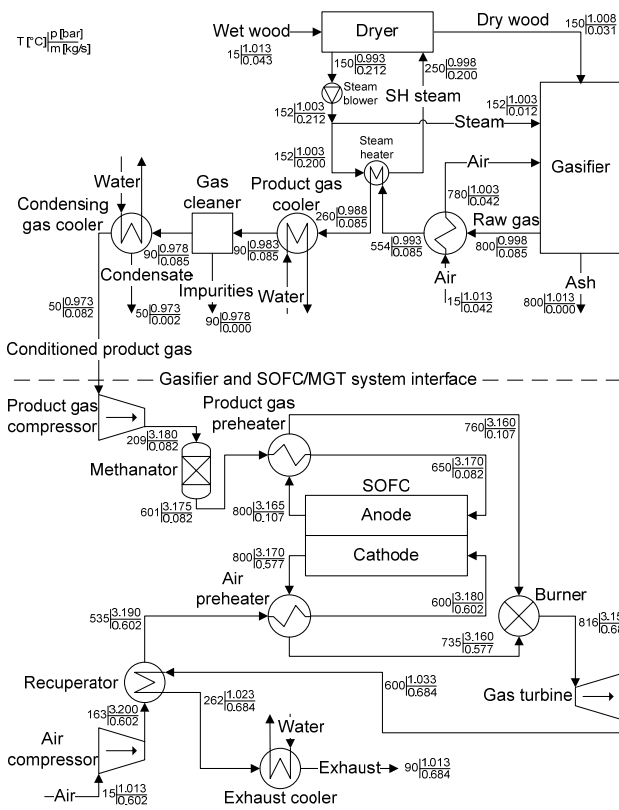 T [°C] p [bar]
m [kg/s]
Wet wood
15 1.013
0.043
Dryer
Dry wood
150 1.008
0.031
150 0.993
0.212
250 0.998
0.200
Steam
blower
SH steam
152 1.003
0.212
152 1.003
0.012
Steam
152 1.003
0.200
Steam
heater
Air
Gasifier
780 1.003
0.042
Water
Condensing
gas cooler
Gas
cleaner
Product gas
cooler
260 0.988
0.085
554 0.993
0.085
Raw gas
800 0.998
0.085
90 0.978
0.085
90 0.983
0.085
Condensate
Impurities
Water
Air
Ash
50 0.973
0.082
50 0.973
0.002
90 0.978
0.000
15 1.013
0.042
800 1.013
0.000
Conditioned product gas
Gasifier and SOFC/MGT system interface
Product gas
compressor
Product gas
preheater
760 3.160
0.107
209 3.180
0.082
650 3.170
0.082
Methanator
SOFC
601 3.175
0.082
800 3.165
0.107
Anode
Cathode
800 3.170
0.577
Air
preheater
600 3.180
0.602
Burner
535 3.190
0.602
735 3.160
0.577
816
Recuperator
600 1.033
0.684
Gas turbine
163 3.200
0.602
262 1.023
0.684
Air
compressor
Water
Exhaust
90 1.013
0.684
Air
15 1.013
0.602
Exhaust cooler